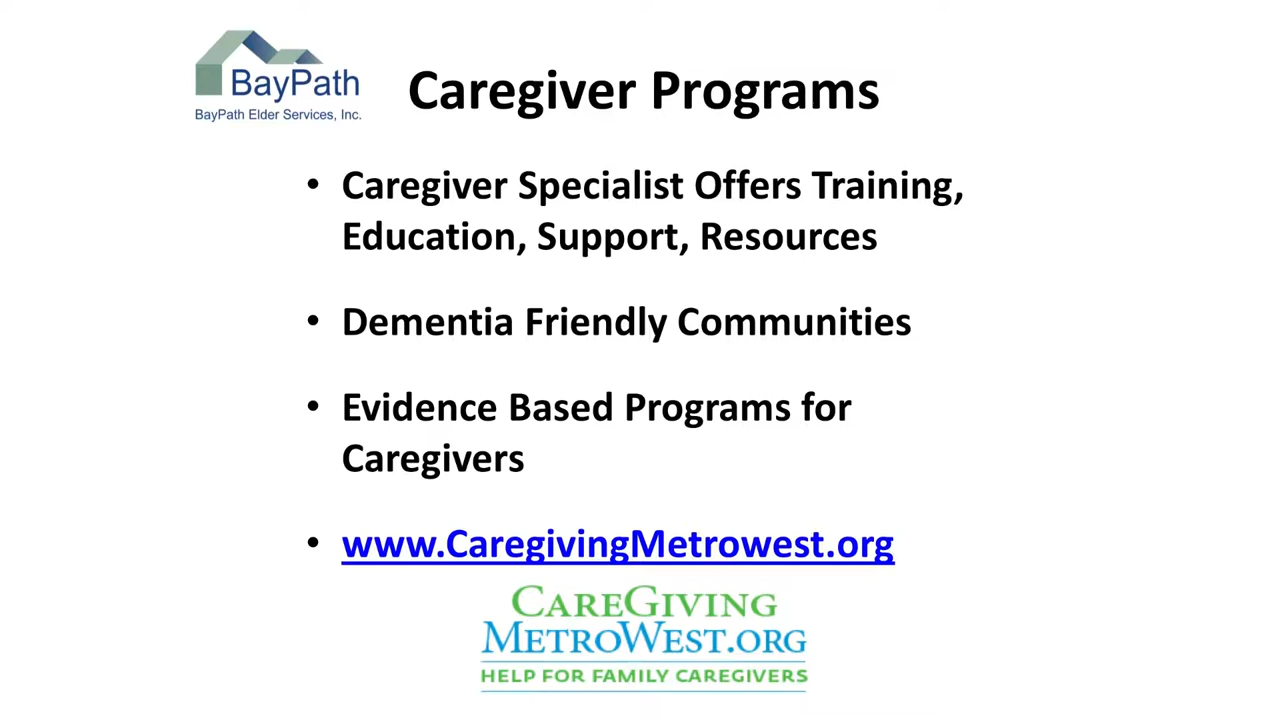 BayPath
BayPath Elder Services, Inc.
Caregiver Programs
• Caregiver Specialist Offers Training,
Education, Support, Resources
• Dementia Friendly Communities
• Evidence Based Programs for
Caregivers
• www.CaregivingMetrowest.org
CAREGIVING
METROWEST.ORG
HELP FOR FAMILY CAREGIVERS